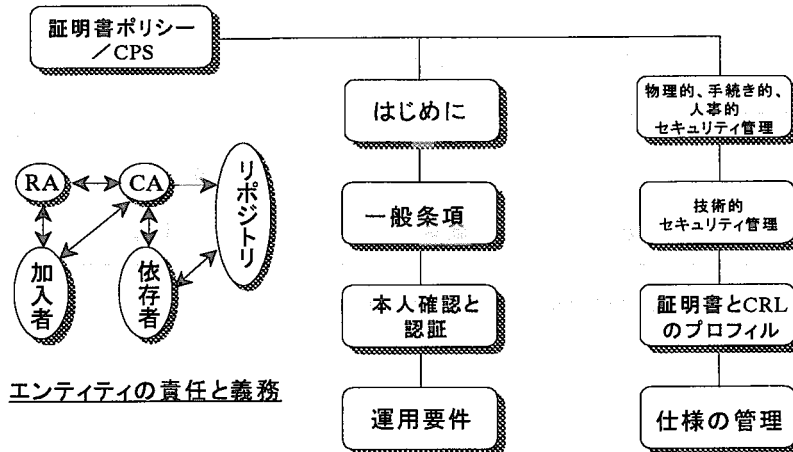 証明書ポリシー
／CPS
はじめに
一般条項
本人確認と
認証
運用要件
物理的、手続き的、
人事的
セキュリティ管理
技術的
セキュリティ管理
証明書とCRL
のプロフィル
仕様の管理
RA
CA
リポジトリ
加入者
依存者
エンティティの責任と義務